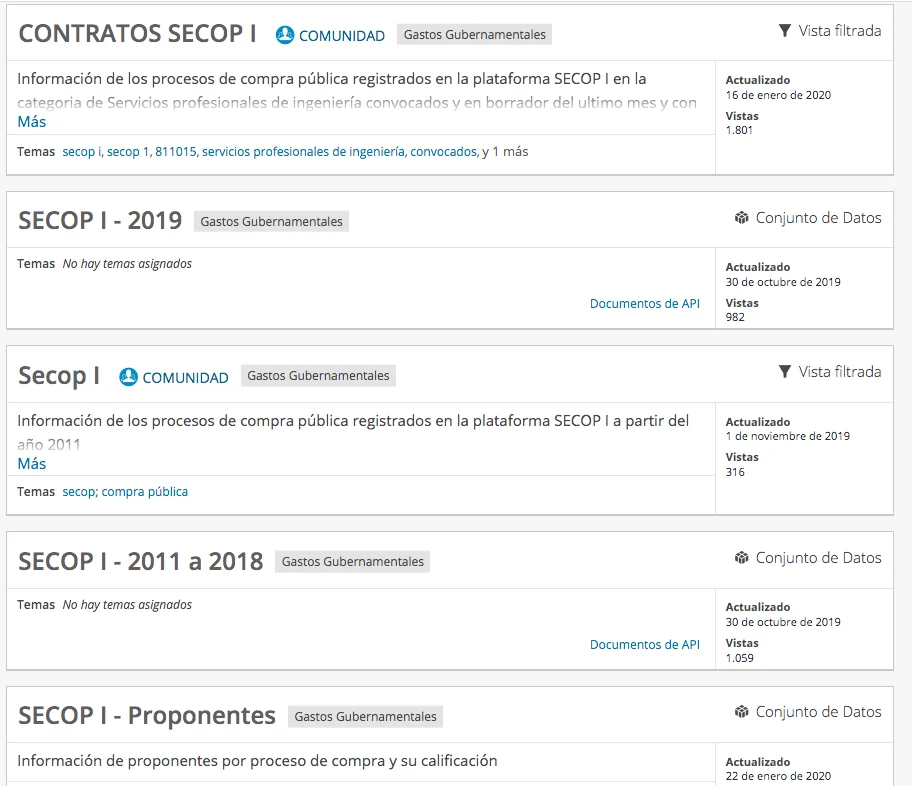 CONTRATOS SECOP I COMUNIDAD Gastos Gubernamentales Vista filtrada
Información de los procesos de compra pública registrados en la plataforma SECOP I en la
categoria de Servicios profesionales de ingeniería convocados y en borrador del ultimo mes y con
Más
Temas secop i, secop 1, 811015, servicios profesionales de ingeniería, convocados, y 1 más
Actualizado
16 de enero de 2020
Vistas
1.801
SECOP I - 2019 Gastos Gubernamentales Conjunto de Datos
Temas No hay temas asignados
Documentos de API
Actualizado
30 de octubre de 2019
Vistas
982
Secop I COMUNIDAD Gastos Gubernamentales Vista filtrada
Información de los procesos de compra pública registrados en la plataforma SECOP I a partir del
año 2011
Más
Temas secop; compra pública
Actualizado
1 de noviembre de 2019
Vistas
316
SECOP I - 2011 a 2018 Gastos Gubernamentales Conjunto de Datos
Temas No hay temas asignados
Documentos de API
Actualizado
30 de octubre de 2019
Vistas
1.059
SECOP I - Proponentes Gastos Gubernamentales Conjunto de Datos
Información de proponentes por proceso de compra y su calificación
Actualizado
22 de enero de 2020